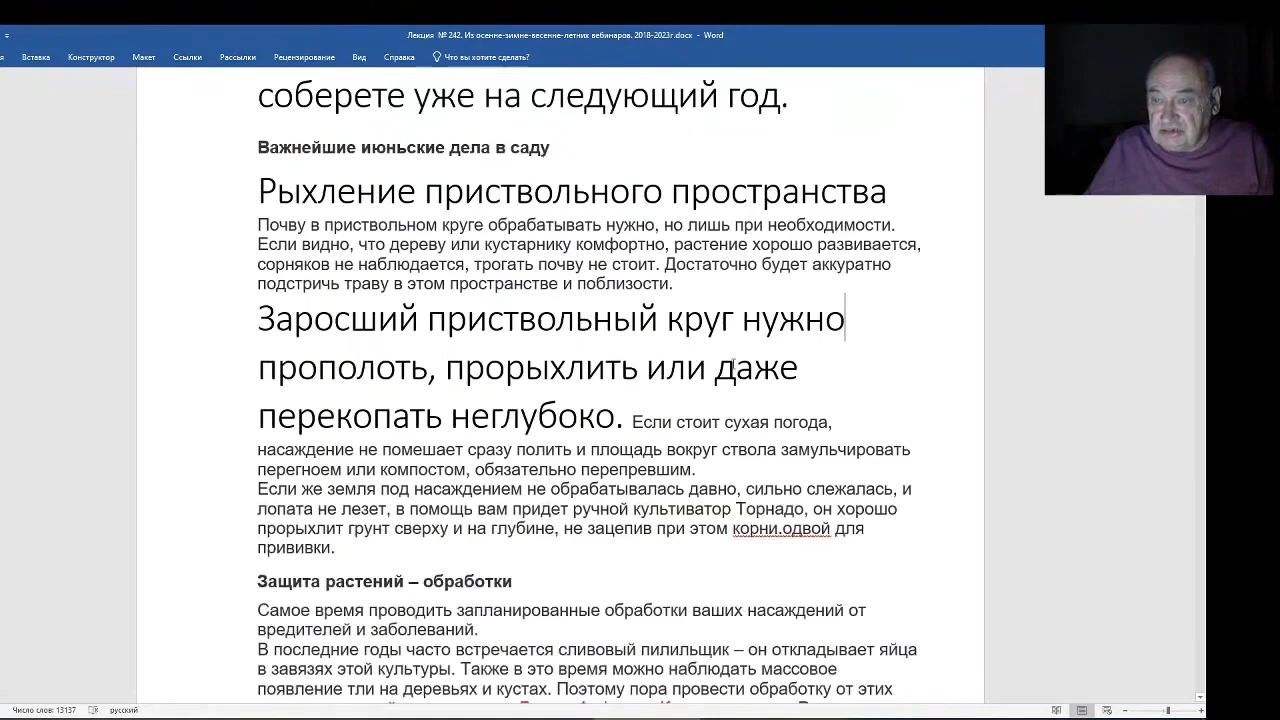 Лекция № 242. Из осенне-зимне-весенне-летних вебинаров. 2018-2023г.docx - Word
Вставка Конструктор Макет Ссылки Рассылки Рецензирование Вид Справка Что вы хотите сделать?
соберете уже на следующий год.
Важнейшие июньские дела в саду
Рыхление приствольного пространства
Почву в приствольном круге обрабатывать нужно, но лишь при необходимости.
Если видно, что дереву или кустарнику комфортно, растение хорошо развивается,
сорняков не наблюдается, трогать почву не стоит. Достаточно будет аккуратно
подстричь траву в этом пространстве и поблизости.
Заросший приствольный круг нужно
прополоть, прорыхлить или даже
перекопать неглубоко. Если стоит сухая погода,
насаждение не помешает сразу полить и площадь вокруг ствола замульчировать
перегноем или компостом, обязательно перепревшим.
Если же земля под насаждением не обрабатывалась давно, сильно слежалась, и
лопата не лезет, в помощь вам придет ручной культиватор Торнадо, он хорошо
прорыхлит грунт сверху и на глубине, не зацепив при этом корни.одвой для
прививки.
Защита растений – обработки
Самое время проводить запланированные обработки ваших насаждений от
вредителей и заболеваний.
В последние годы часто встречается сливовый пилильщик – он откладывает яйца
в завязях этой культуры. Также в это время можно наблюдать массовое
появление тли на деревьях и кустах. Поэтому пора провести обработку от этих
Число слов: 13137 русский